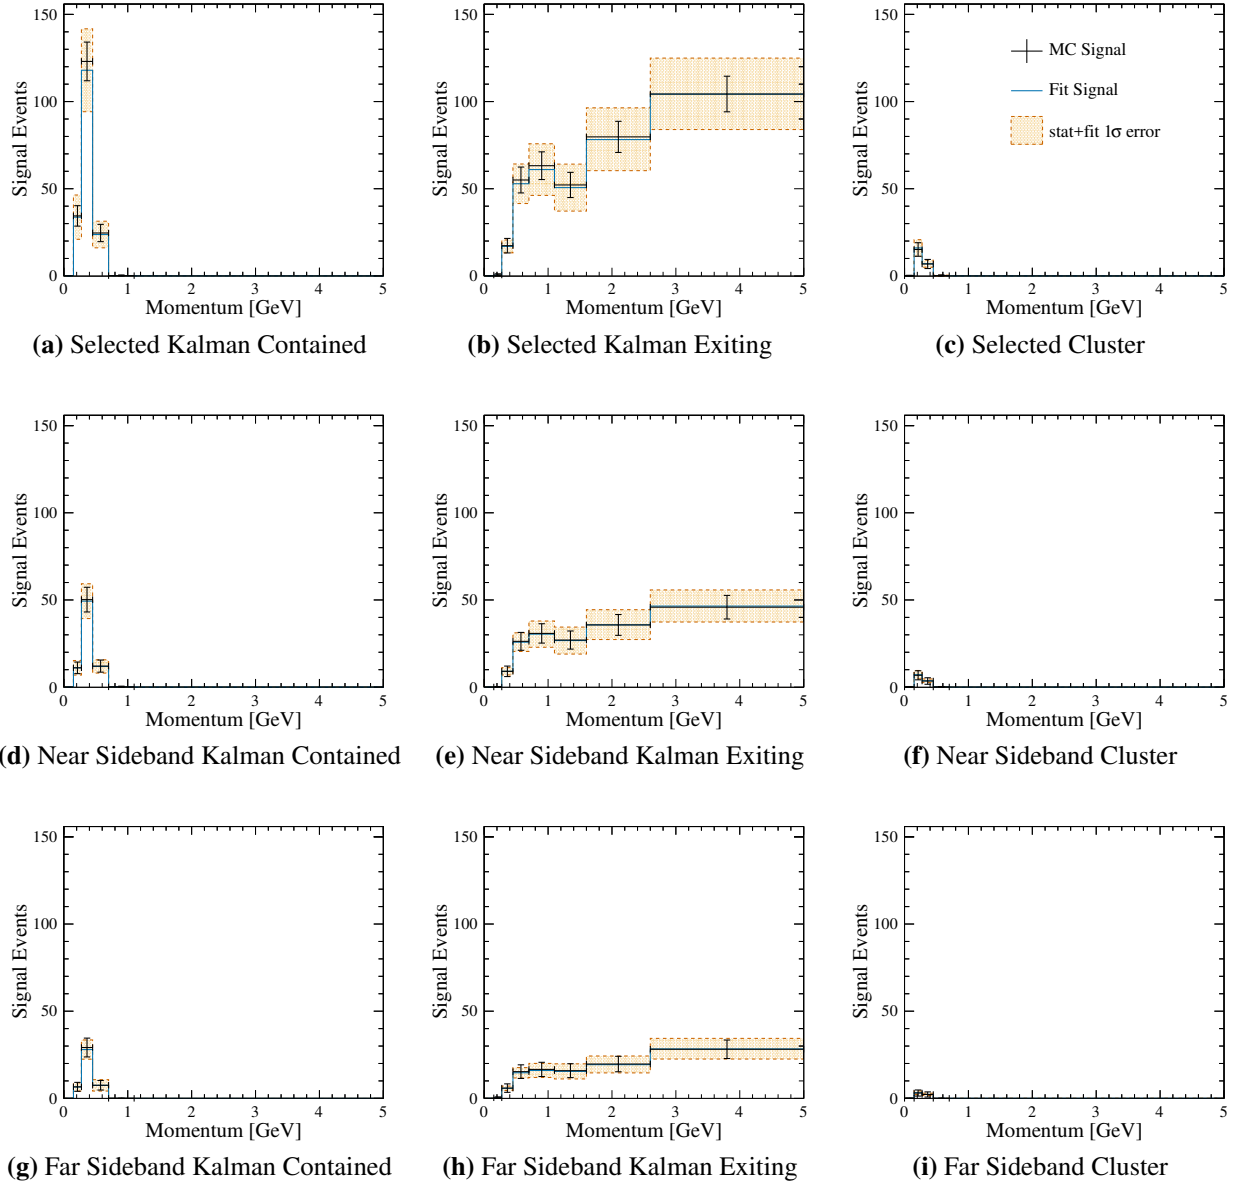 150
100
50
0
Signal Events
0 1 2 3 4 5
Momentum [GeV]
(a) Selected Kalman Contained
150
100
50
0
Signal Events
0 1 2 3 4 5
Momentum [GeV]
(b) Selected Kalman Exiting
150
100
50
0
Signal Events
MC Signal
Fit Signal
stat+fit 1σ error
0 1 2 3 4 5
Momentum [GeV]
(c) Selected Cluster
150
100
50
0
Signal Events
0 1 2 3 4 5
Momentum [GeV]
(d) Near Sideband Kalman Contained
150
100
50
0
Signal Events
0 1 2 3 4 5
Momentum [GeV]
(e) Near Sideband Kalman Exiting
150
100
50
0
Signal Events
0 1 2 3 4 5
Momentum [GeV]
(f) Near Sideband Cluster
150
100
50
0
Signal Events
0 1 2 3 4 5
Momentum [GeV]
(g) Far Sideband Kalman Contained
150
100
50
0
Signal Events
0 1 2 3 4 5
Momentum [GeV]
(h) Far Sideband Kalman Exiting
150
100
50
0
Signal Events
0 1 2 3 4 5
Momentum [GeV]
(i) Far Sideband Cluster